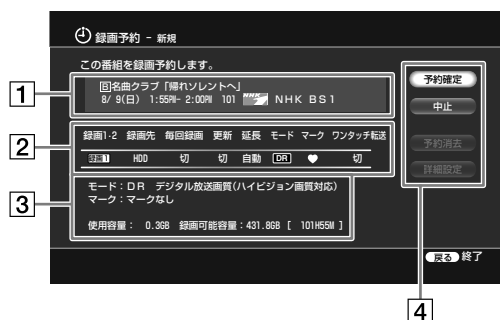 録画予約 - 新規
この番組を録画予約します。
B名曲クラブ「帰れソレントへ」
8/ 9(日) 1:55PM- 2:00PM 101 NHK NHK BS1
録画1·2 録画先 毎回録画 更新 延長 モード マーク ワンタッチ転送
録画1 HDD 切 切 自動 DR ♥ 切
モード：ＤＲ デジタル放送画質(ハイビジョン画質対応)
マーク：マークなし
使用容量： 0.3GB 録画可能容量：431.8GB [ 101H55M ]
予約確定
中止
予約消去
詳細設定
戻る 終了
1
2
3
4